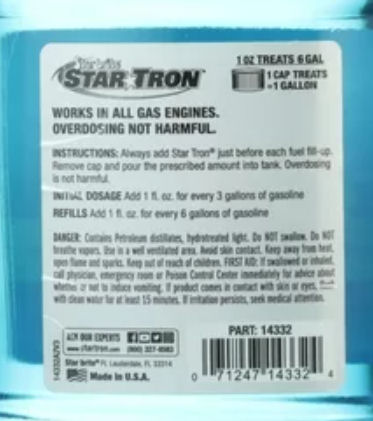 Star brite
STAR TRON
1 OZ TREATS 6 GAL
1 CAP TREATS
=1 GALLON
WORKS IN ALL GAS ENGINES.
OVERDOSING NOT HARMFUL.
INSTRUCTIONS: Always add Star Tron® just before each fuel fill-up.
Remove cap and pour the prescribed amount into tank. Overdosing
is not harmful.
INITIAL DOSAGE Add 1 fl. oz. for every 3 gallons of gasoline
REFILLS Add 1 fl. oz. for every 6 gallons of gasoline
DANGER: Contains Petroleum distillates, hydrotreated light. Do NOT swallow. Do NOT
breathe vapors. Use in a well ventilated area. Avoid skin contact. Keep away from heat,
open flame and sparks. Keep out of reach of children. FIRST AID: If swallowed or inhaled,
call physician, emergency room or Poison Control Center immediately for advice about
whether or not to induce vomiting. If product comes in contact with skin or eyes,
with clean water for at least 15 minutes. If irritation persists, seek medical attention.
ASK OUR EXPERTS
www.startron.com (800) 327-8583
Star brite® Ft. Lauderdale, FL 33314
Made in U.S.A.
PART: 14332
0 71247 14332 4